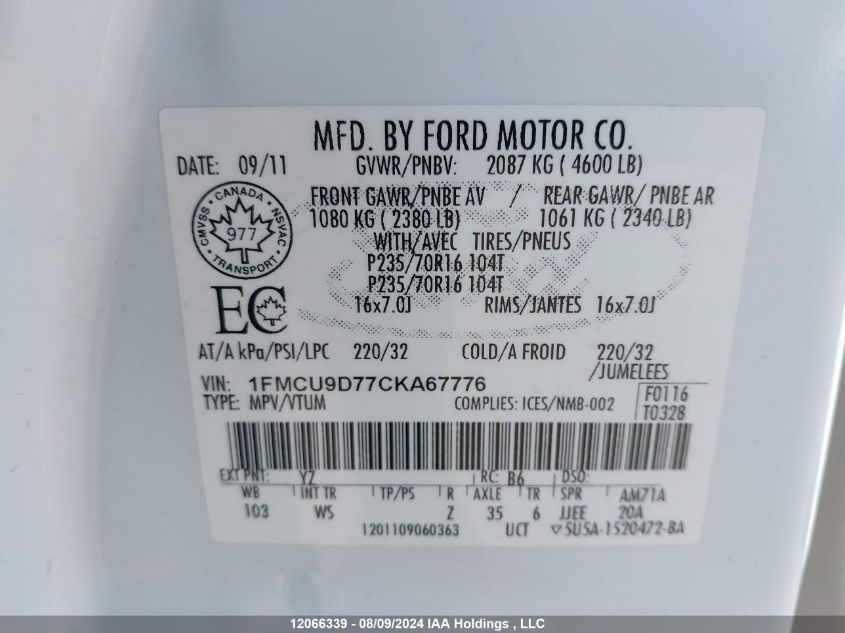 MFD. BY FORD MOTOR CO.
DATE: 09/11 GVWR/PNBV: 2087 KG ( 4600 LB)
FRONT GAWR/PNBE AV / REAR GAWR/ PNBE AR
1080 KG ( 2380 LB) 1061 KG ( 2340 LB)
WITH/AVEC TIRES/PNEUS
P235/70R16 104T
P235/70R16 104T
16x7.0J RIMS/JANTES 16x7.0J
CANADA
CMVSS NSVAC
977
TRANSPORT
EC
AT/A kPa/PSI/LPC 220/32 COLD/A FROID 220/32
/JUMELEES
VIN: 1FMCU9D77CKA67776
TYPE: MPV/VTUM COMPLIES: ICES/NMB-002
F0116
T0328
EXT PNT: YZ RC: B6 DSO:
WB INT TR TP/PS R AXLE TR SPR AM71A
103 WS Z 35 6 JJEE 20A
1201109060363 UCT ▽5U5A-1520472-BA
12066339 - 08/09/2024 IAA Holdings , LLC